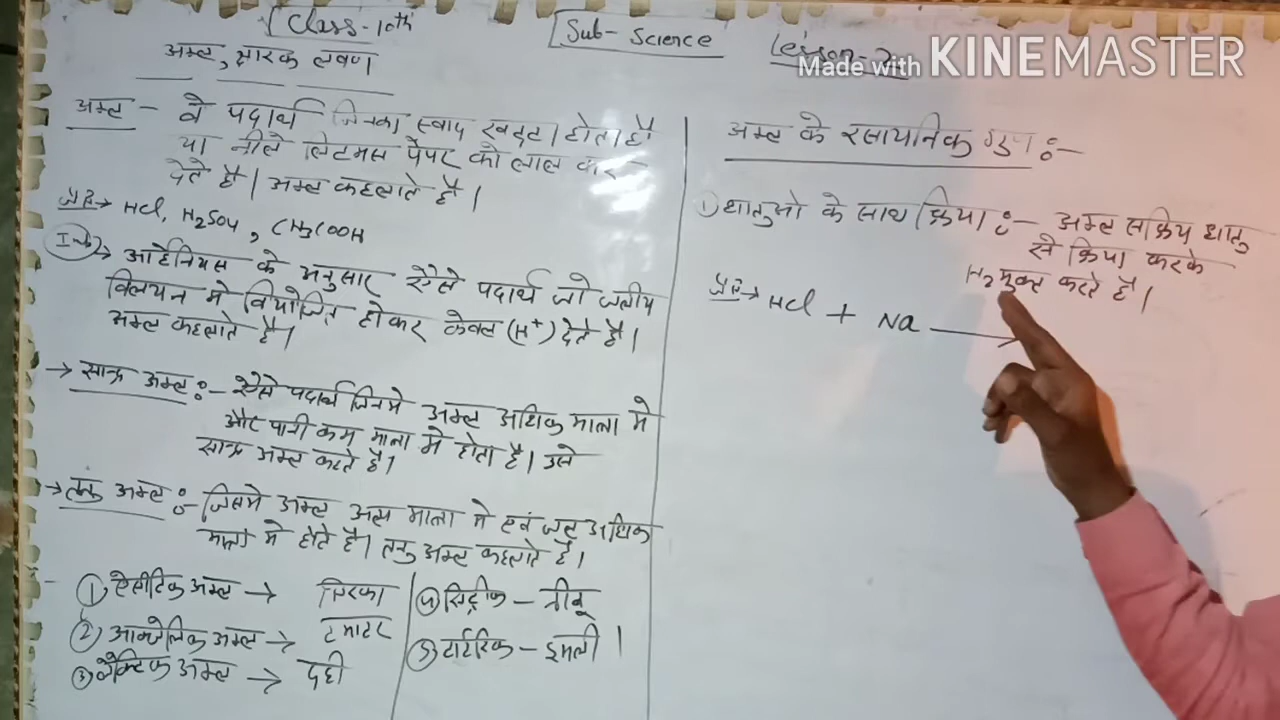 Class-10th
Sub- Science
Lesson-2
Made with KINEMASTER
अम्ल, क्षारक लवण
अम्ल - वे पदार्थ जिनका स्वाद खट्टा होता है
या नीले लिटमस पेपर को लाल कर
देते है। अम्ल कहलाते है।
जैसे→ HCl, H₂SO₄, CH₃COOH
Imp → आर्हेनियस के अनुसार ऐसे पदार्थ जो जलीय
विलयन मे वियोजित होकर केवल (H⁺) देते है।
अम्ल कहलाते है।
→ सान्द्र अम्ल :- ऐसे पदार्थ जिनमे अम्ल अधिक मात्रा मे
और पानी कम मात्रा मे होता है। उसे
सान्द्र अम्ल कहते है।
→ तनु अम्ल :- जिसमे अम्ल अल्प मात्रा मे एवं जल अधिक
मात्रा मे होते है। तनु अम्ल कहलाते है।
① ऐसीटिक अम्ल → सिरका
② आक्जेलिक अम्ल → टमाटर
③ लैक्टिक अम्ल → दही
④ सिट्रीक - नीबू
⑤ टार्टरिक - इमली।
अम्ल के रसायनिक गुण :-
① धातुओ के साथ क्रिया :- अम्ल सक्रिय धातु
से क्रिया करके
H₂ मुक्त करते है।
जैसे→ HCl + Na →